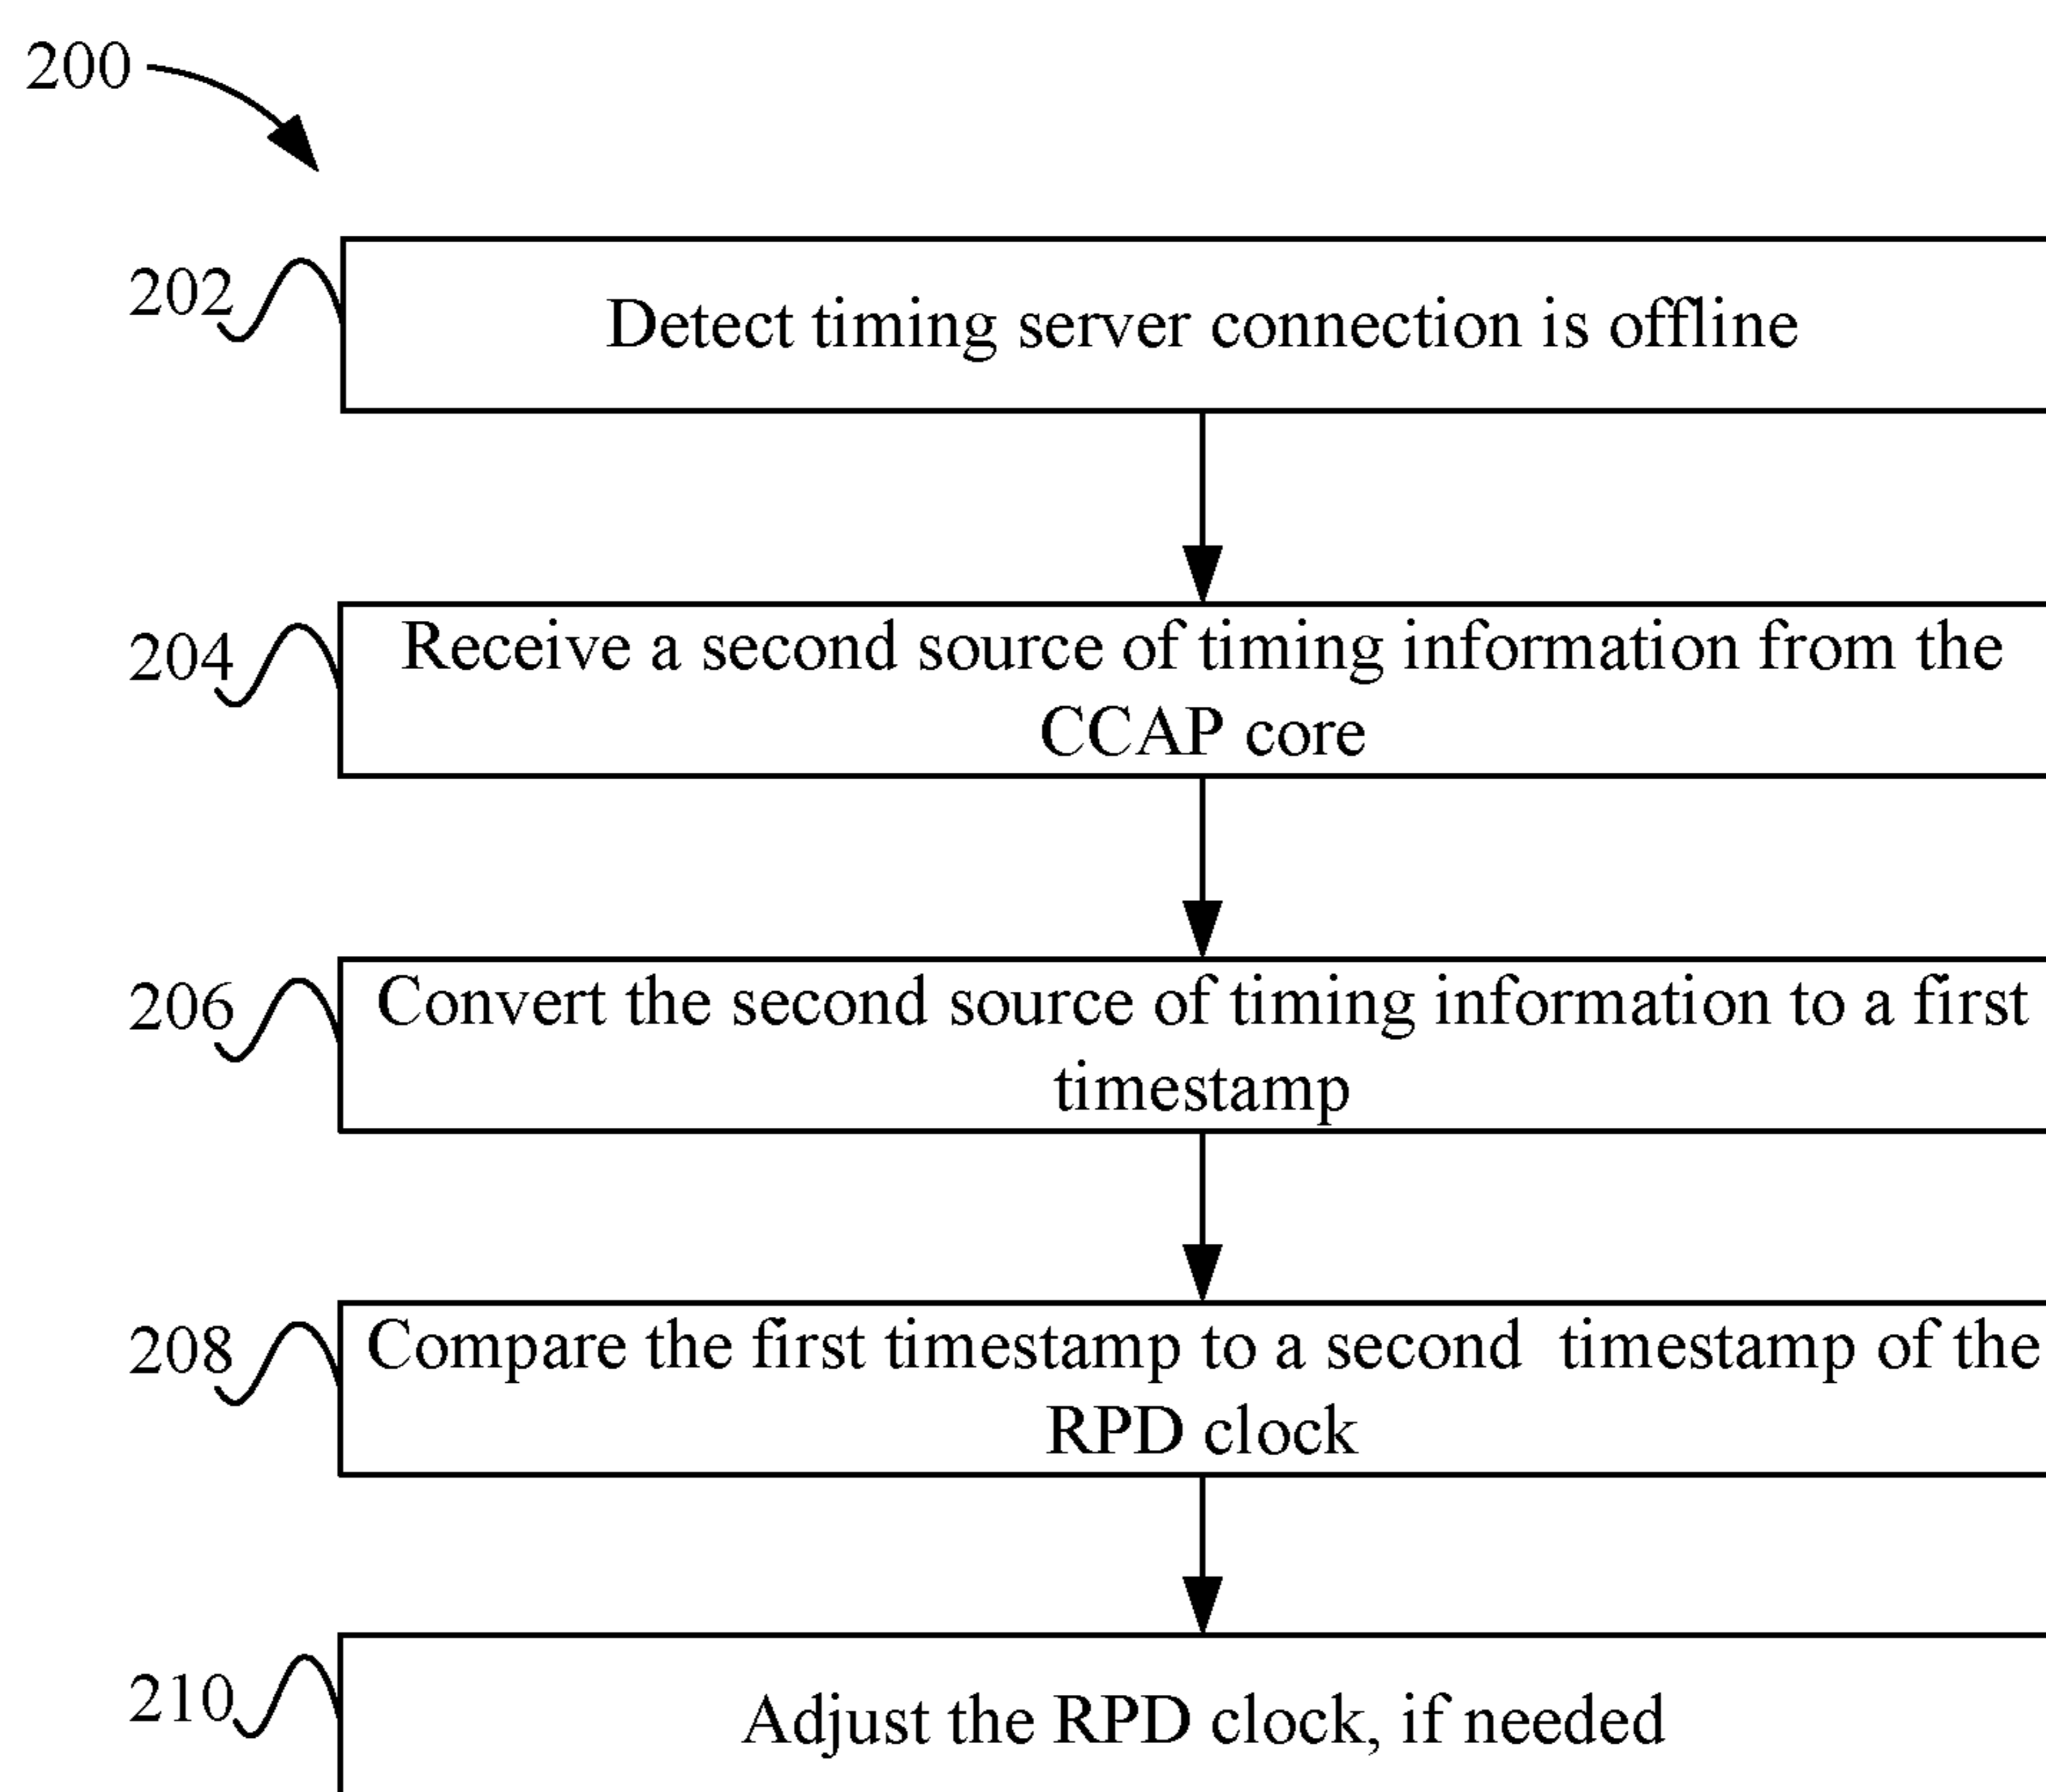 200
202
Detect timing server connection is offline
204
Receive a second source of timing information from the
CCAP core
206
Convert the second source of timing information to a first
timestamp
208
Compare the first timestamp to a second timestamp of the
RPD clock
210
Adjust the RPD clock, if needed